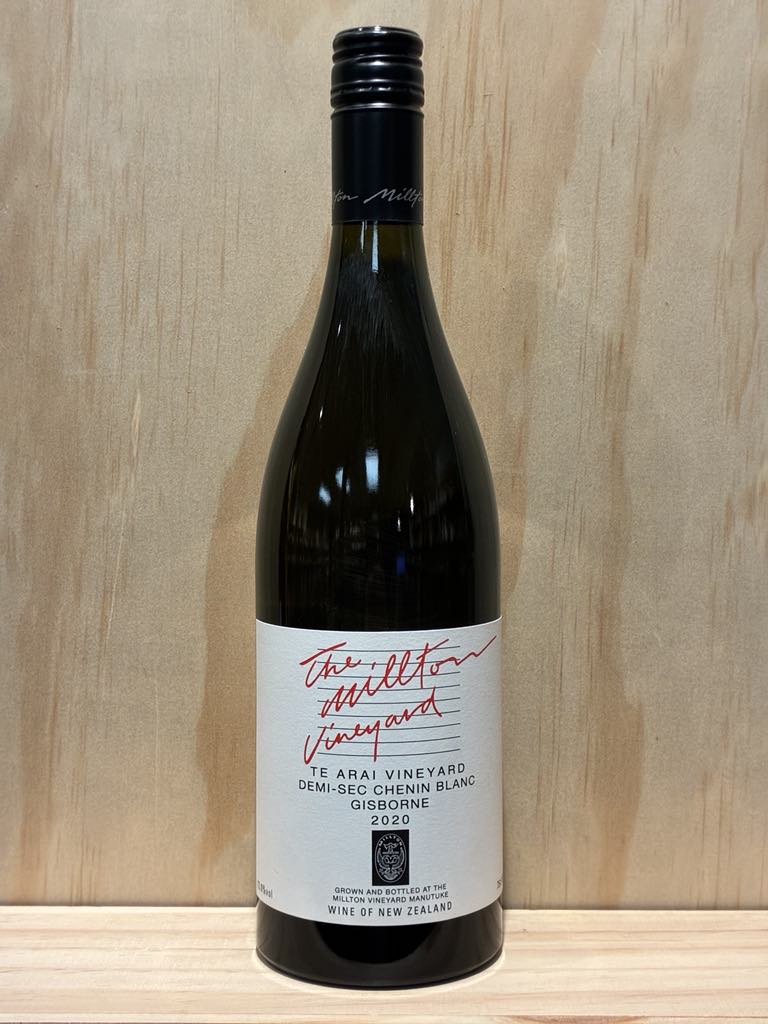 Millto
The
Millton
Vineyard
TE ARAI VINEYARD
DEMI-SEC CHENIN BLANC
GISBORNE
2020
MILLTON
GROWN AND BOTTLED AT THE
MILLTON VINEYARD MANUTUKE
WINE OF NEW ZEALAND